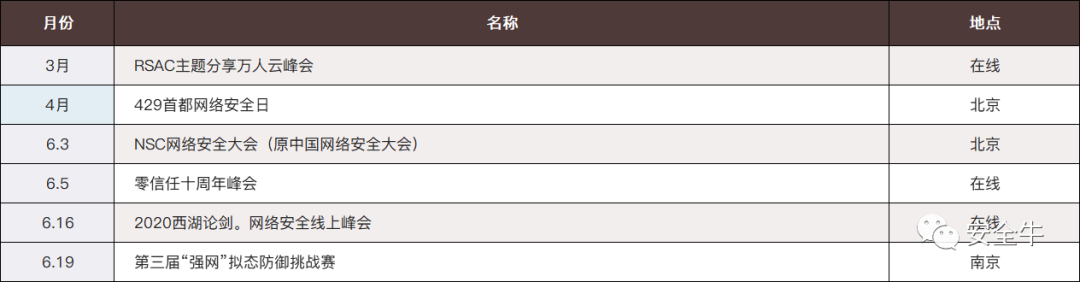 月份 名称 地点
3月 RSAC主题分享万人云峰会 在线
4月 429首都网络安全日 北京
6.3 NSC网络安全大会（原中国网络安全大会） 北京
6.5 零信任十周年峰会 在线
6.16 2020西湖论剑。网络安全线上峰会 在线
安全牛
6.19 第三届“强网”拟态防御挑战赛 南京